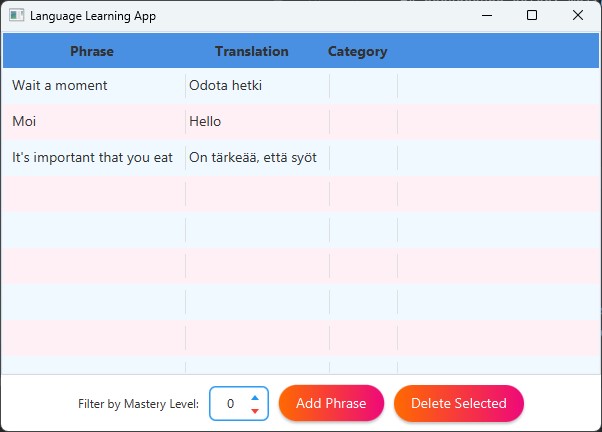 Language Learning App
Phrase Translation Category
Wait a moment Odota hetki
Moi Hello
It's important that you eat On tärkeää, että syöt
Filter by Mastery Level: 0 Add Phrase Delete Selected